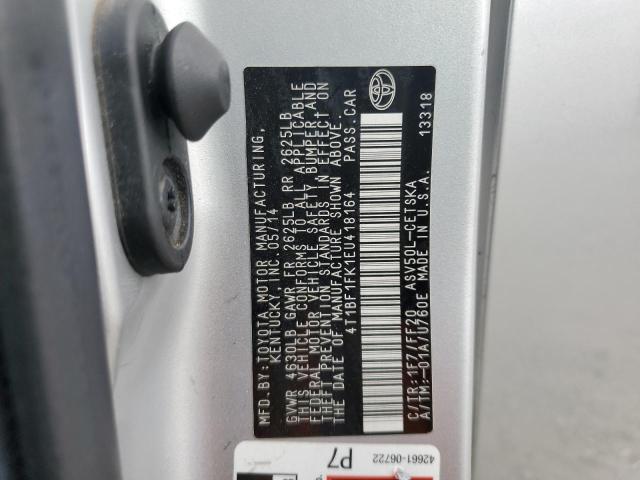 MFD. BY: TOYOTA MOTOR MANUFACTURING,
KENTUCKY INC. 05/14
GVWR 4630LB GAWR FR 2625LB RR 2625LB
THIS VEHICLE CONFORMS TO ALL APPLICABLE
FEDERAL MOTOR VEHICLE SAFETY, BUMPER, AND
THEFT PREVENTION STANDARDS IN EFFECT ON
THE DATE OF MANUFACTURE SHOWN ABOVE.
4T1BF1FK1EU418164 PASS. CAR
C/TR:1F7/FF20 ASV50L-CETSKA
A/TM:-01A/U760E MADE IN U.S.A. 13318
42661-06722
P7